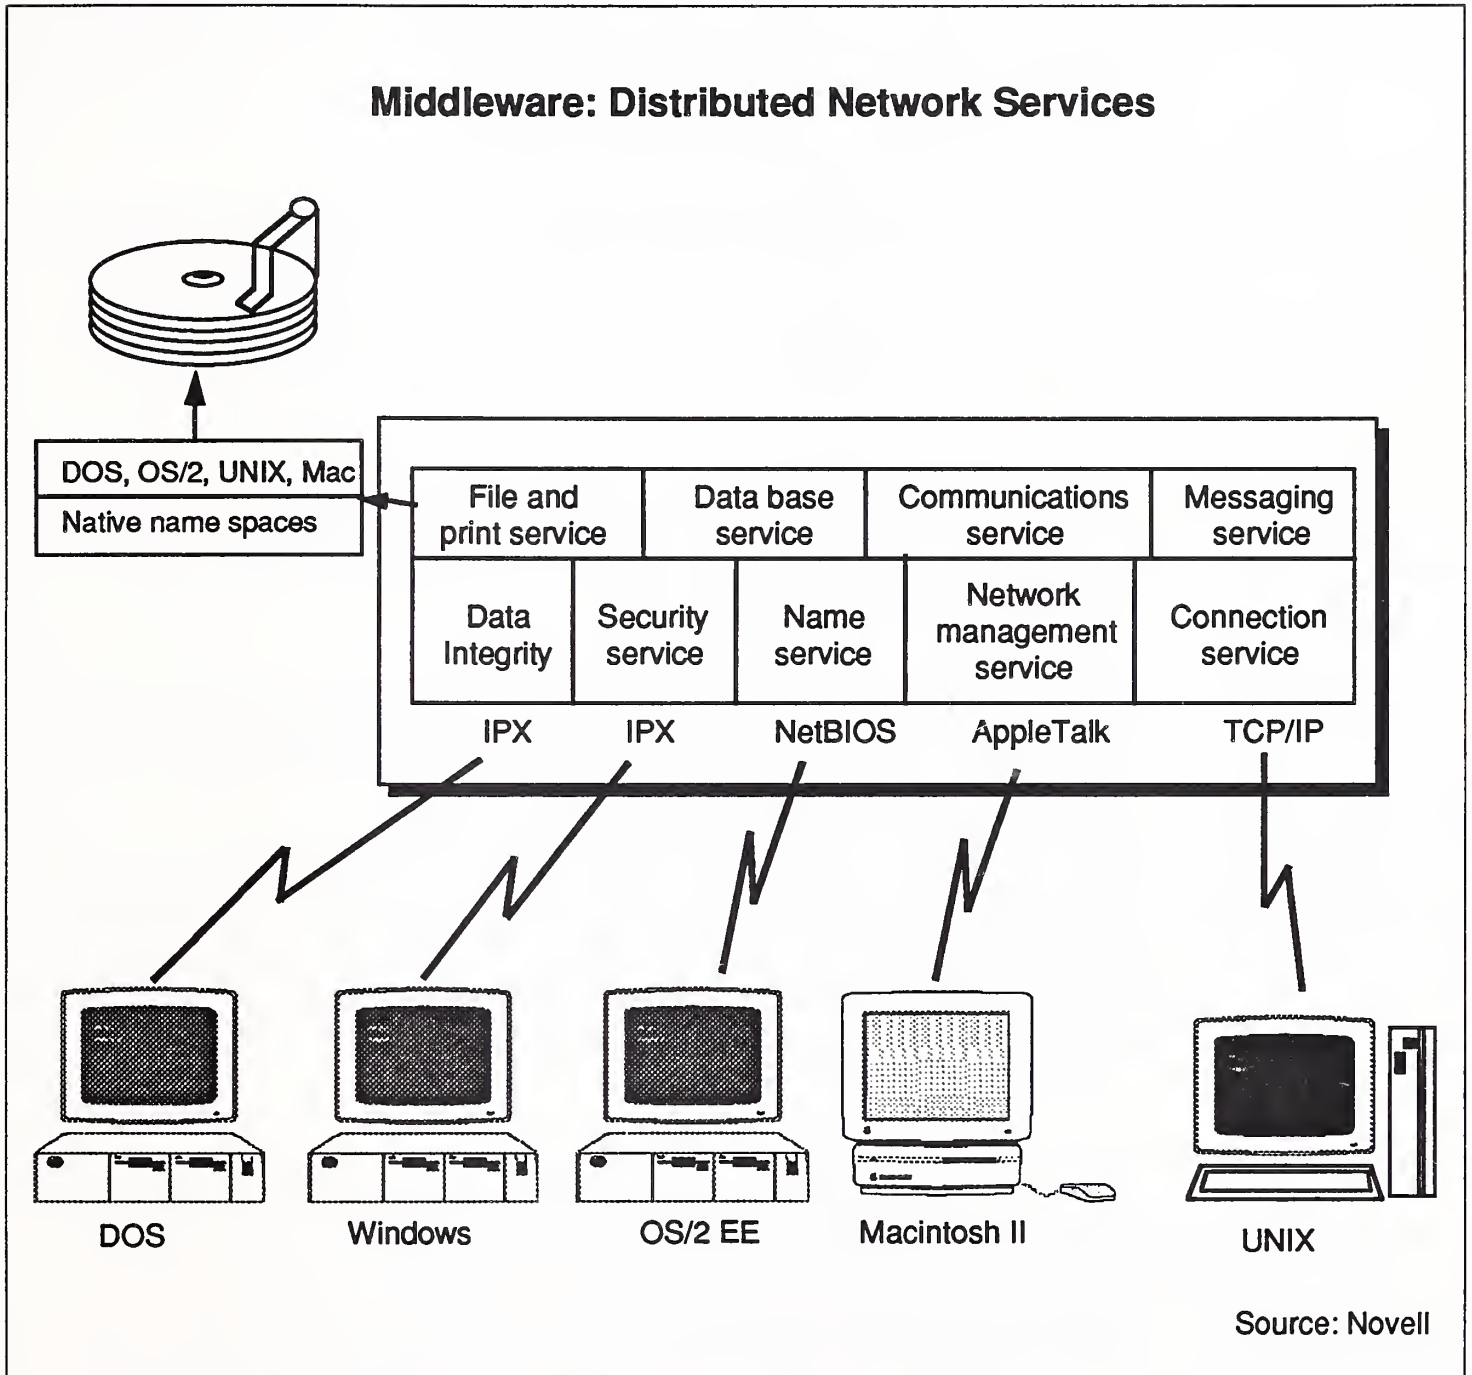 Middleware: Distributed Network Services
DOS, OS/2, UNIX, Mac
Native name spaces
File and
print service
Data base
service
Communications
service
Messaging
service
Data
Integrity
Security
service
Name
service
Network
management
service
Connection
service
IPX
IPX
NetBIOS
AppleTalk
TCP/IP
DOS
Windows
OS/2 EE
Macintosh II
UNIX
Source: Novell